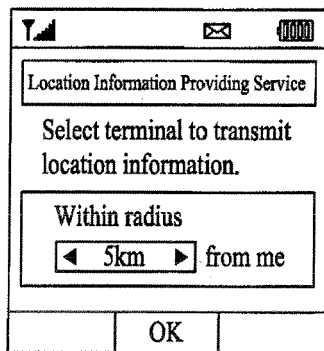 Location Information Providing Service
Select terminal to transmit
location information.
Within radius
◀ 5km ▶ from me
OK